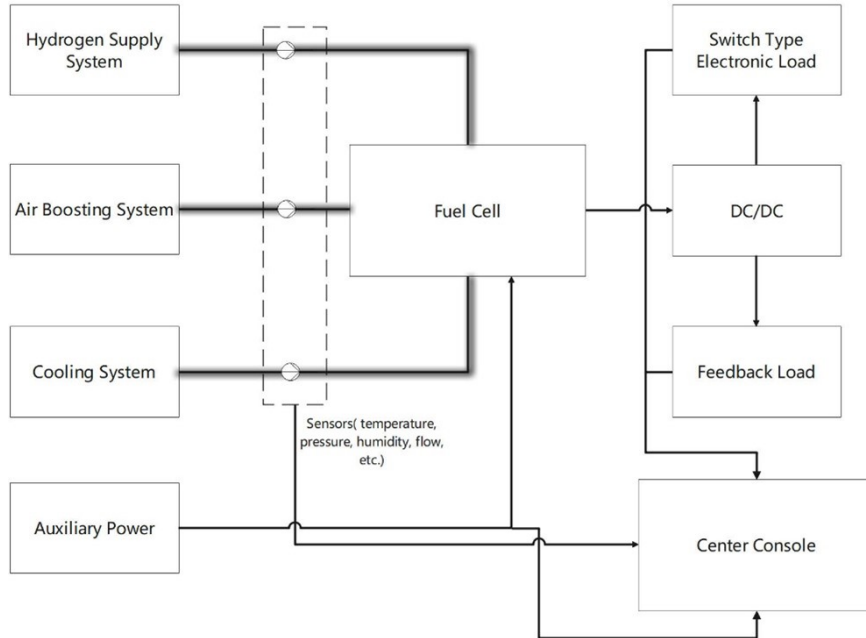 Hydrogen Supply
System
Switch Type
Electronic Load
Air Boosting System
Fuel Cell
DC/DC
Cooling System
Feedback Load
Sensors( temperature,
pressure, humidity, flow,
etc.)
Auxiliary Power
Center Console